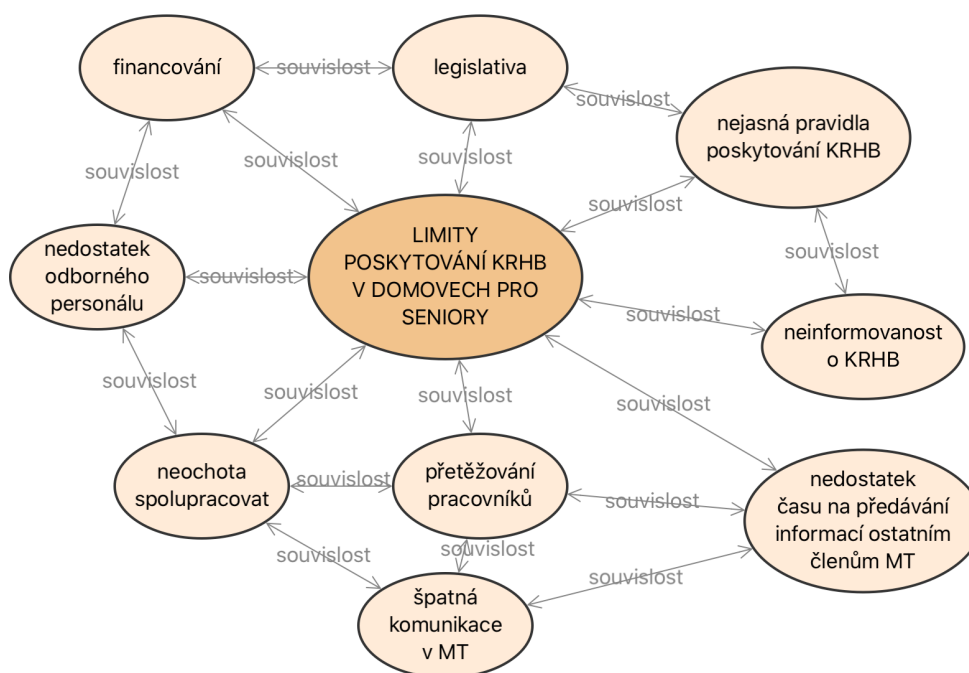 financování
souvislost
legislativa
souvislost
nejasná pravidla
poskytování KRHB
souvislost
souvislost
souvislost
souvislost
nedostatek
odborného
personálu
souvislost
LIMITY
POSKYTOVÁNÍ KRHB
V DOMOVECH PRO
SENIORY
souvislost
souvislost
neinformovanost
o KRHB
souvislost
souvislost
souvislost
souvislost
neochota
spolupracovat
souvislost
přetěžování
pracovníků
souvislost
nedostatek
času na předávání
informací ostatním
členům MT
souvislost
souvislost
souvislost
špatná
komunikace
v MT